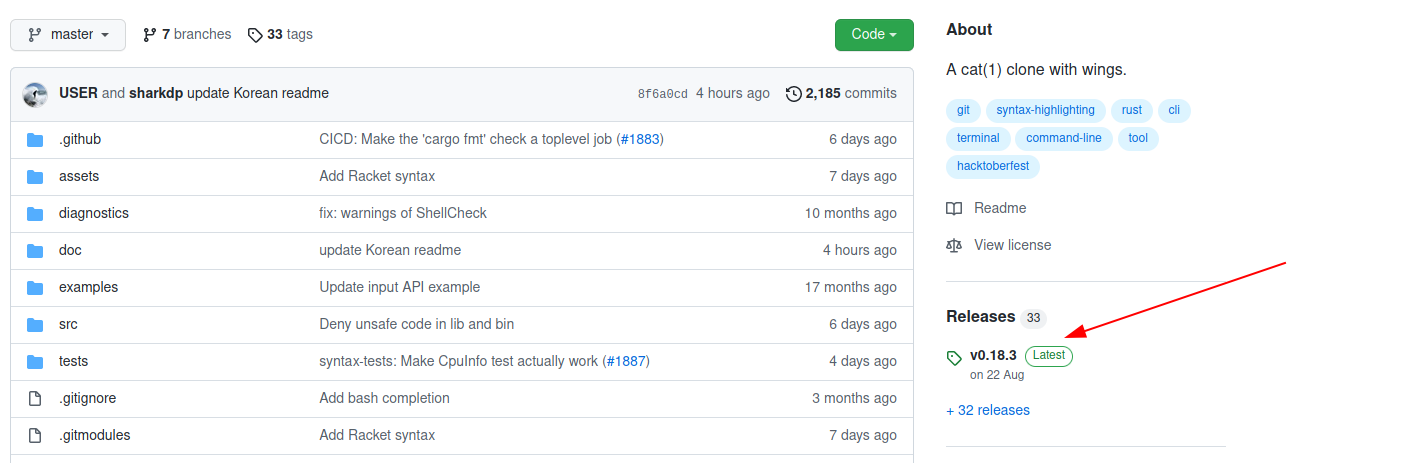 master 7 branches 33 tags Code
USER and sharkdp update Korean readme 8f6a0cd 4 hours ago 2,185 commits
.github CICD: Make the 'cargo fmt' check a toplevel job (#1883) 6 days ago
assets Add Racket syntax 7 days ago
diagnostics fix: warnings of ShellCheck 10 months ago
doc update Korean readme 4 hours ago
examples Update input API example 17 months ago
src Deny unsafe code in lib and bin 6 days ago
tests syntax-tests: Make CpuInfo test actually work (#1887) 4 days ago
.gitignore Add bash completion 3 months ago
.gitmodules Add Racket syntax 7 days ago
About
A cat(1) clone with wings.
git syntax-highlighting rust cli
terminal command-line tool
hacktoberfest
Readme
View license
Releases 33
v0.18.3 Latest
on 22 Aug
+ 32 releases